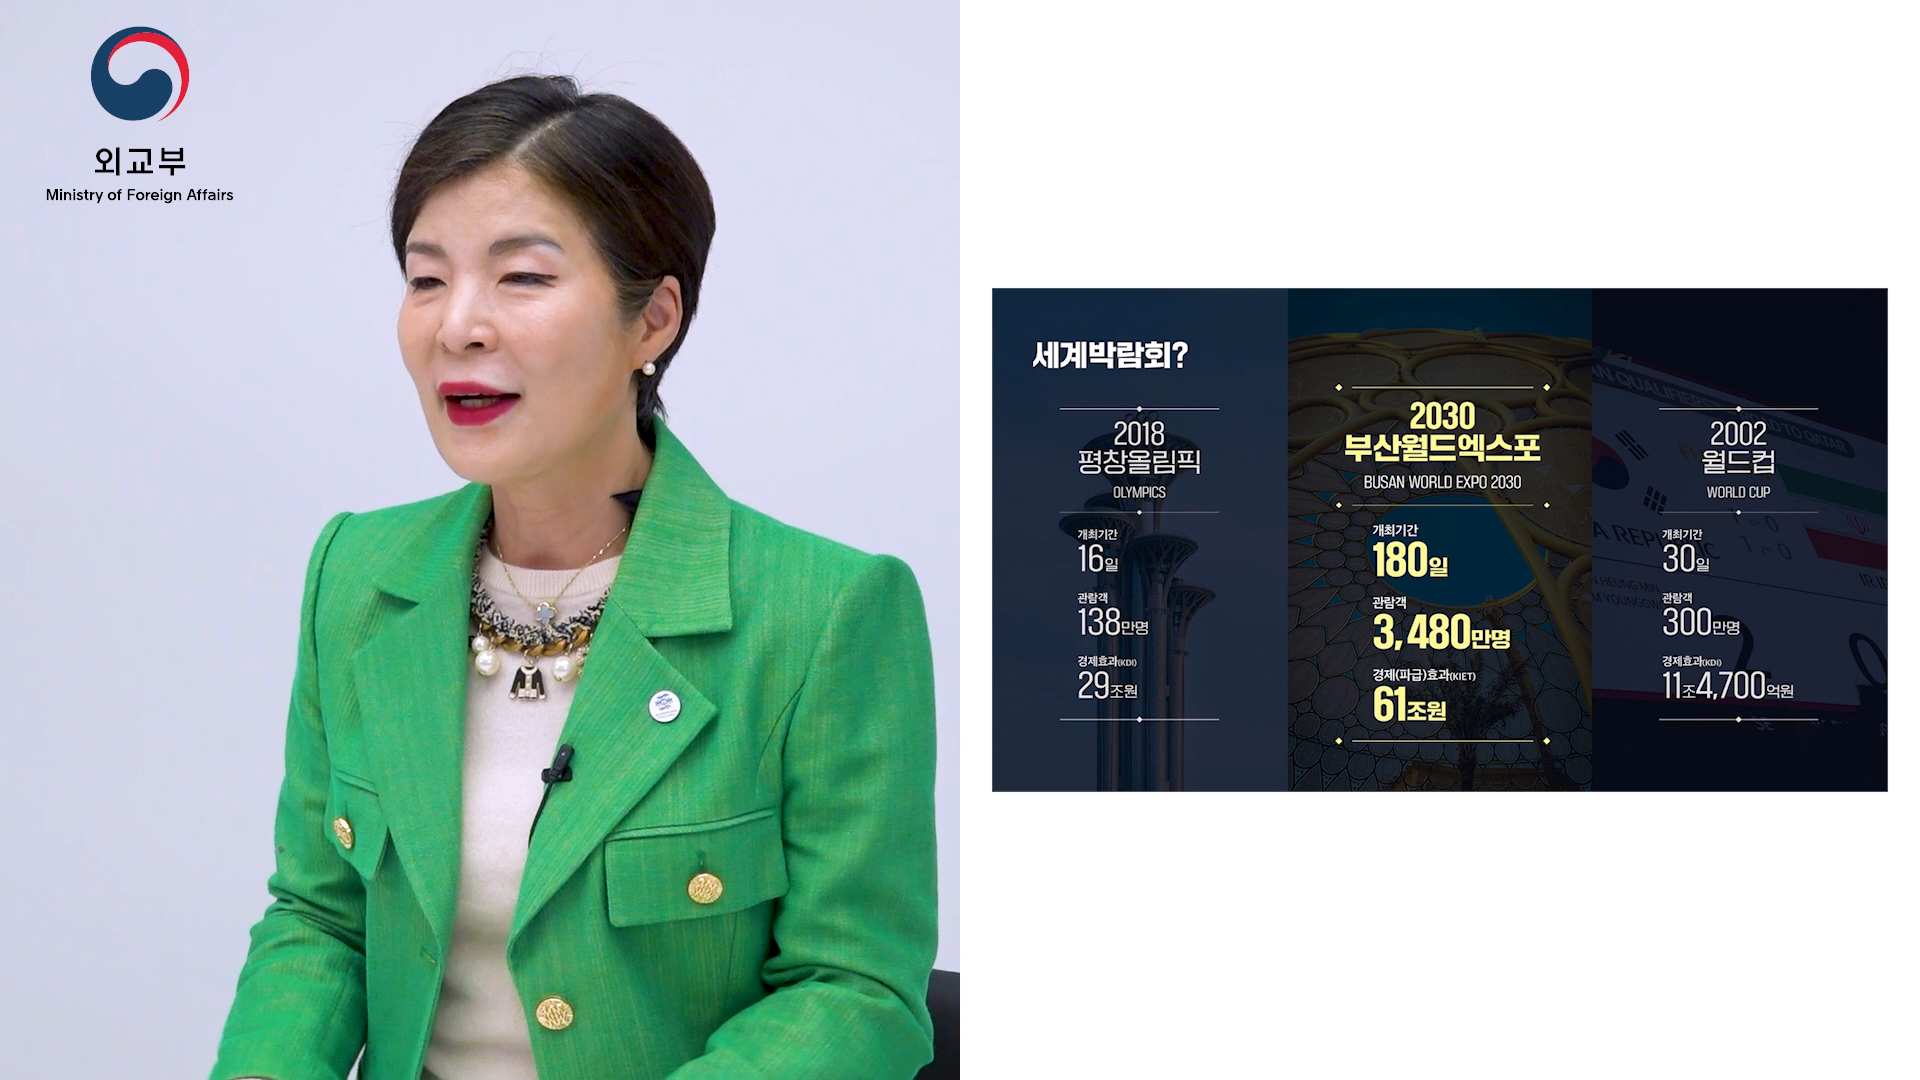 외교부
Ministry of Foreign Affairs
세계박람회?
2018
평창올림픽
OLYMPICS
개최기간
16일
관람객
138만명
경제효과(KDI)
29조원
2030
부산월드엑스포
BUSAN WORLD EXPO 2030
개최기간
180일
관람객
3,480만명
경제(파급)효과(KIET)
61조원
2002
월드컵
WORLD CUP
개최기간
30일
관람객
300만명
경제효과(KDI)
11조4,700억원